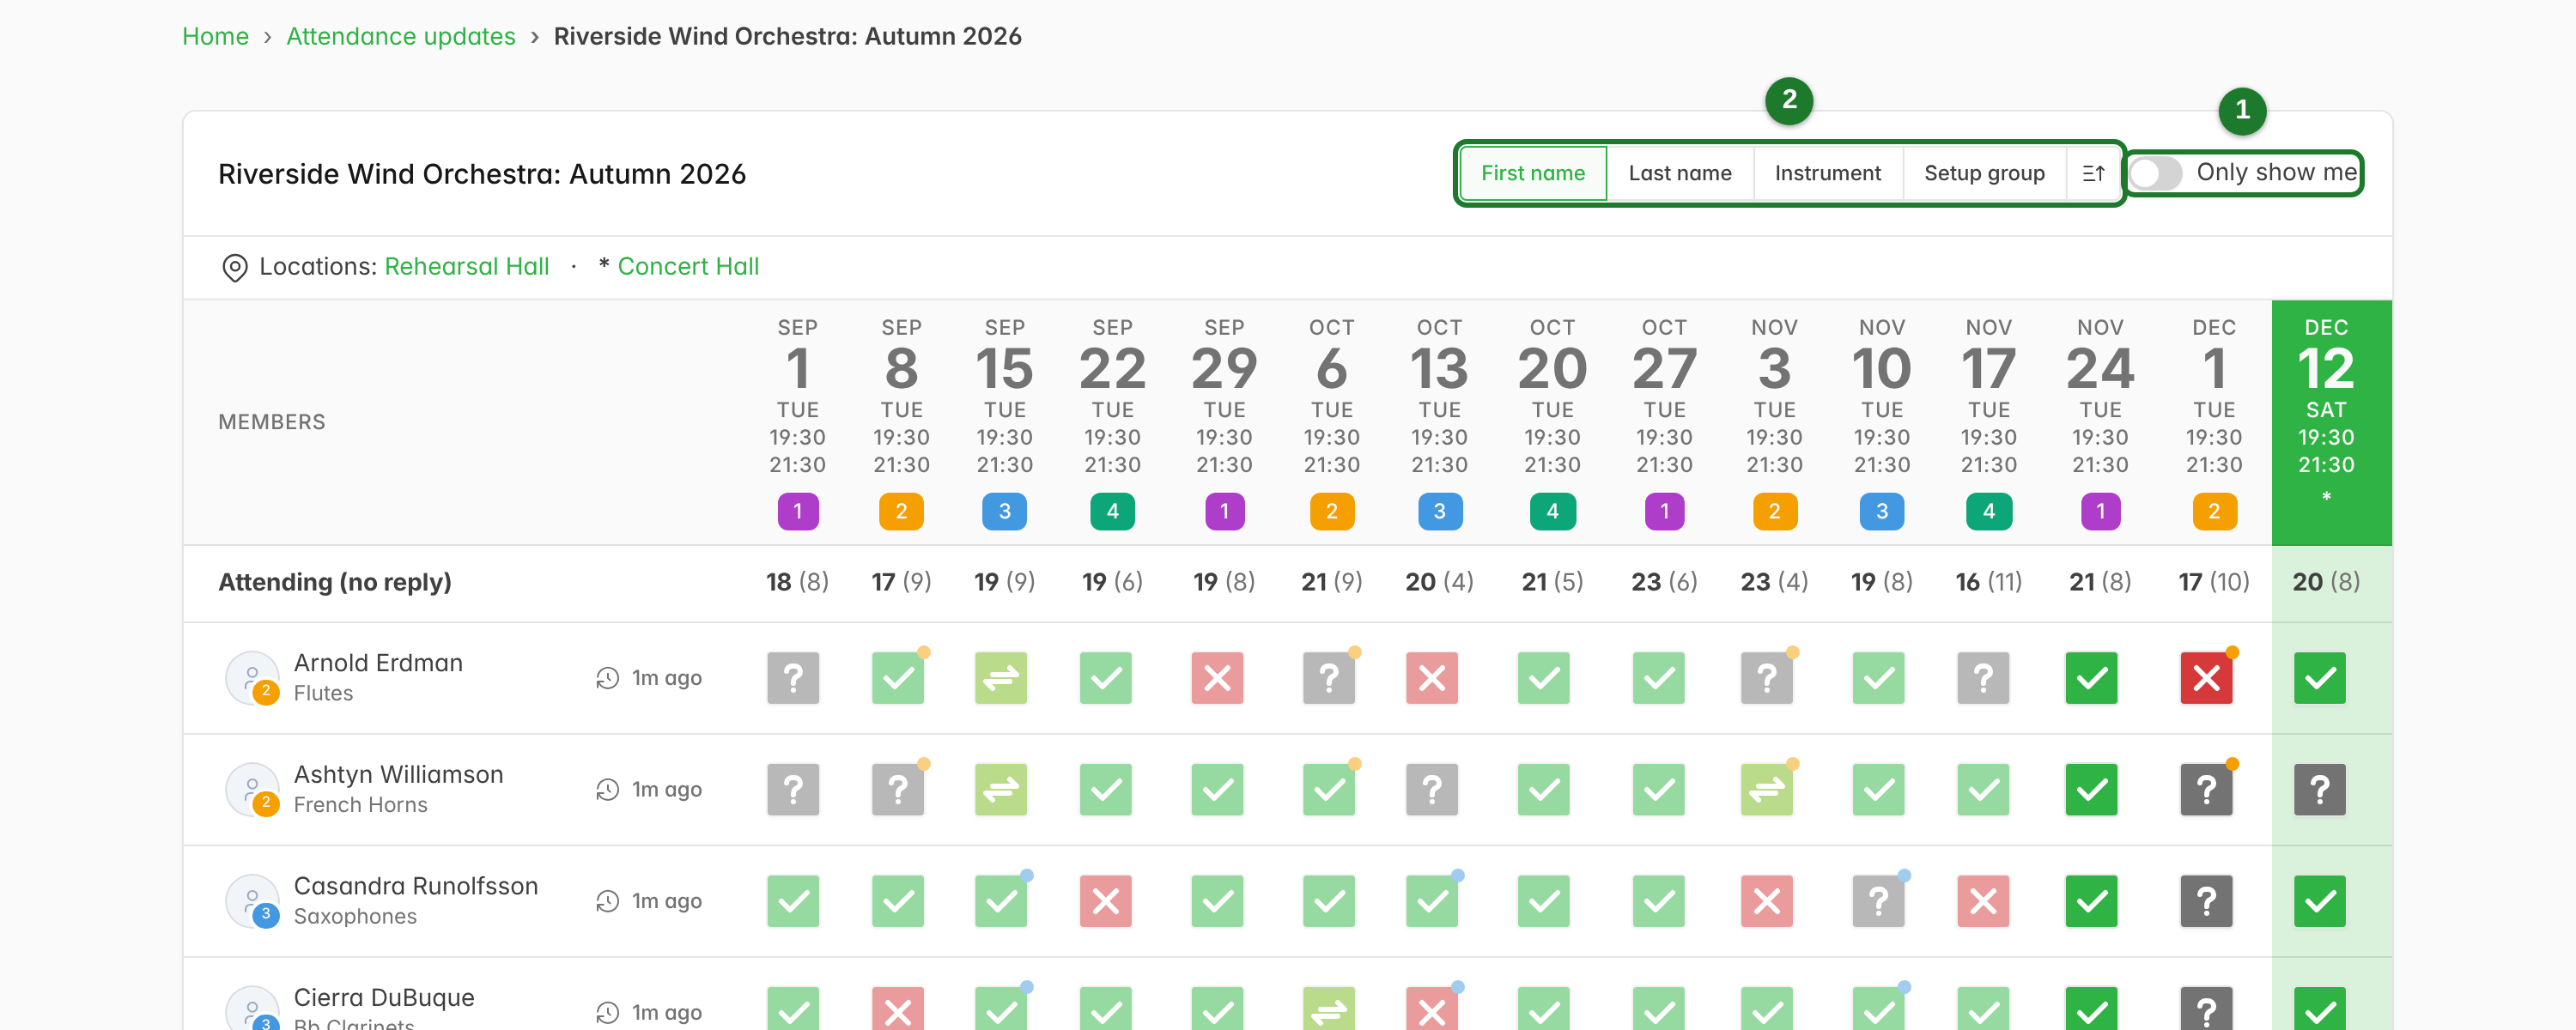 Home › Attendance updates › Riverside Wind Orchestra: Autumn 2026
2
1
Riverside Wind Orchestra: Autumn 2026
First name Last name Instrument Setup group Only show me
Locations: Rehearsal Hall · * Concert Hall
SEP SEP SEP SEP SEP OCT OCT OCT OCT NOV NOV NOV NOV DEC DEC
1 8 15 22 29 6 13 20 27 3 10 17 24 1 12
TUE TUE TUE TUE TUE TUE TUE TUE TUE TUE TUE TUE TUE TUE SAT
MEMBERS
19:30 19:30 19:30 19:30 19:30 19:30 19:30 19:30 19:30 19:30 19:30 19:30 19:30 19:30 19:30
21:30 21:30 21:30 21:30 21:30 21:30 21:30 21:30 21:30 21:30 21:30 21:30 21:30 21:30 21:30
1 2 3 4 1 2 3 4 1 2 3 4 1 2 *
Attending (no reply) 18 (8) 17 (9) 19 (9) 19 (6) 19 (8) 21 (9) 20 (4) 21 (5) 23 (6) 23 (4) 19 (8) 16 (11) 21 (8) 17 (10) 20 (8)
Arnold Erdman
2 Flutes 1m ago ? ? ? ?
Ashtyn Williamson
2 French Horns 1m ago ? ? ? ? ?
Casandra Runolfsson
3 Saxophones 1m ago ? ?
Cierra DuBuque
3 Bb Clarinets 1m ago ?